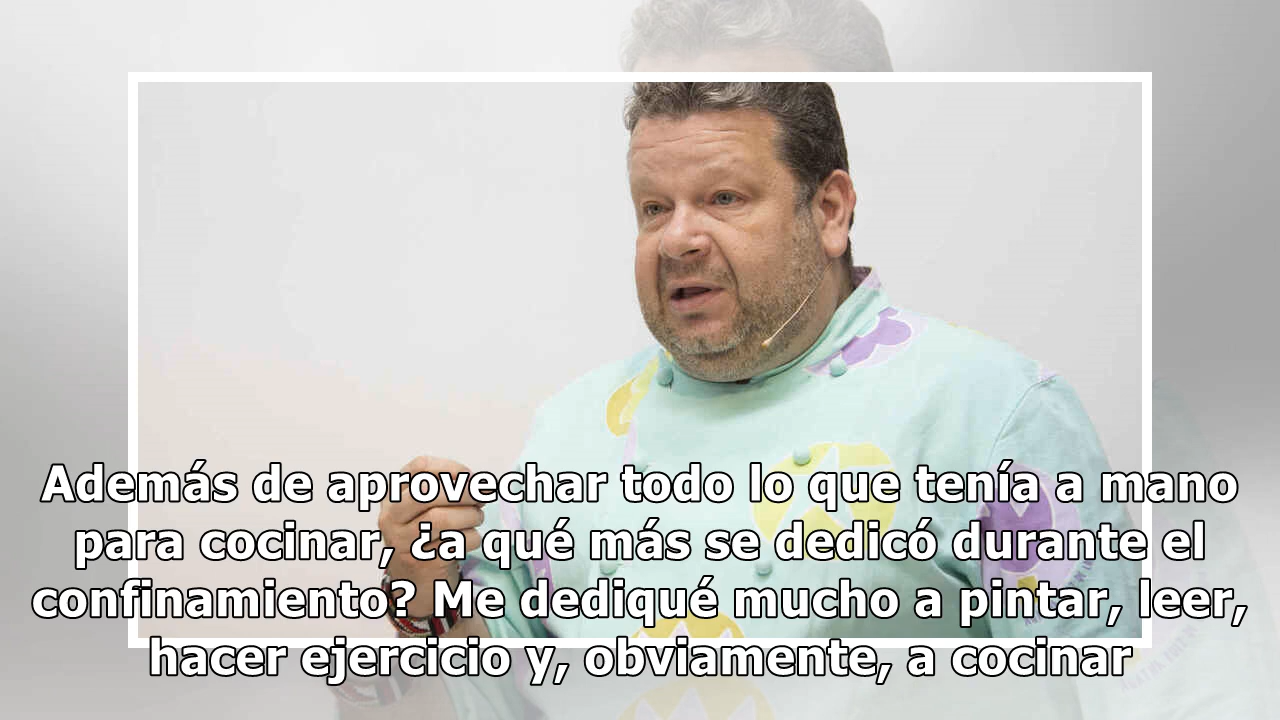 Además de aprovechar todo lo que tenía a mano
para cocinar, ¿a qué más se dedicó durante el
confinamiento? Me dediqué mucho a pintar, leer,
hacer ejercicio y, obviamente, a cocinar